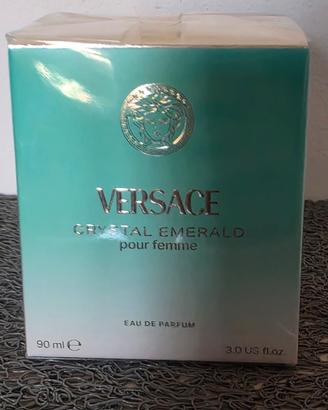 VERSACE
CRYSTAL EMERALD
pour femme
EAU DE PARFUM
90 ml ℮ 3.0 US fl.oz.